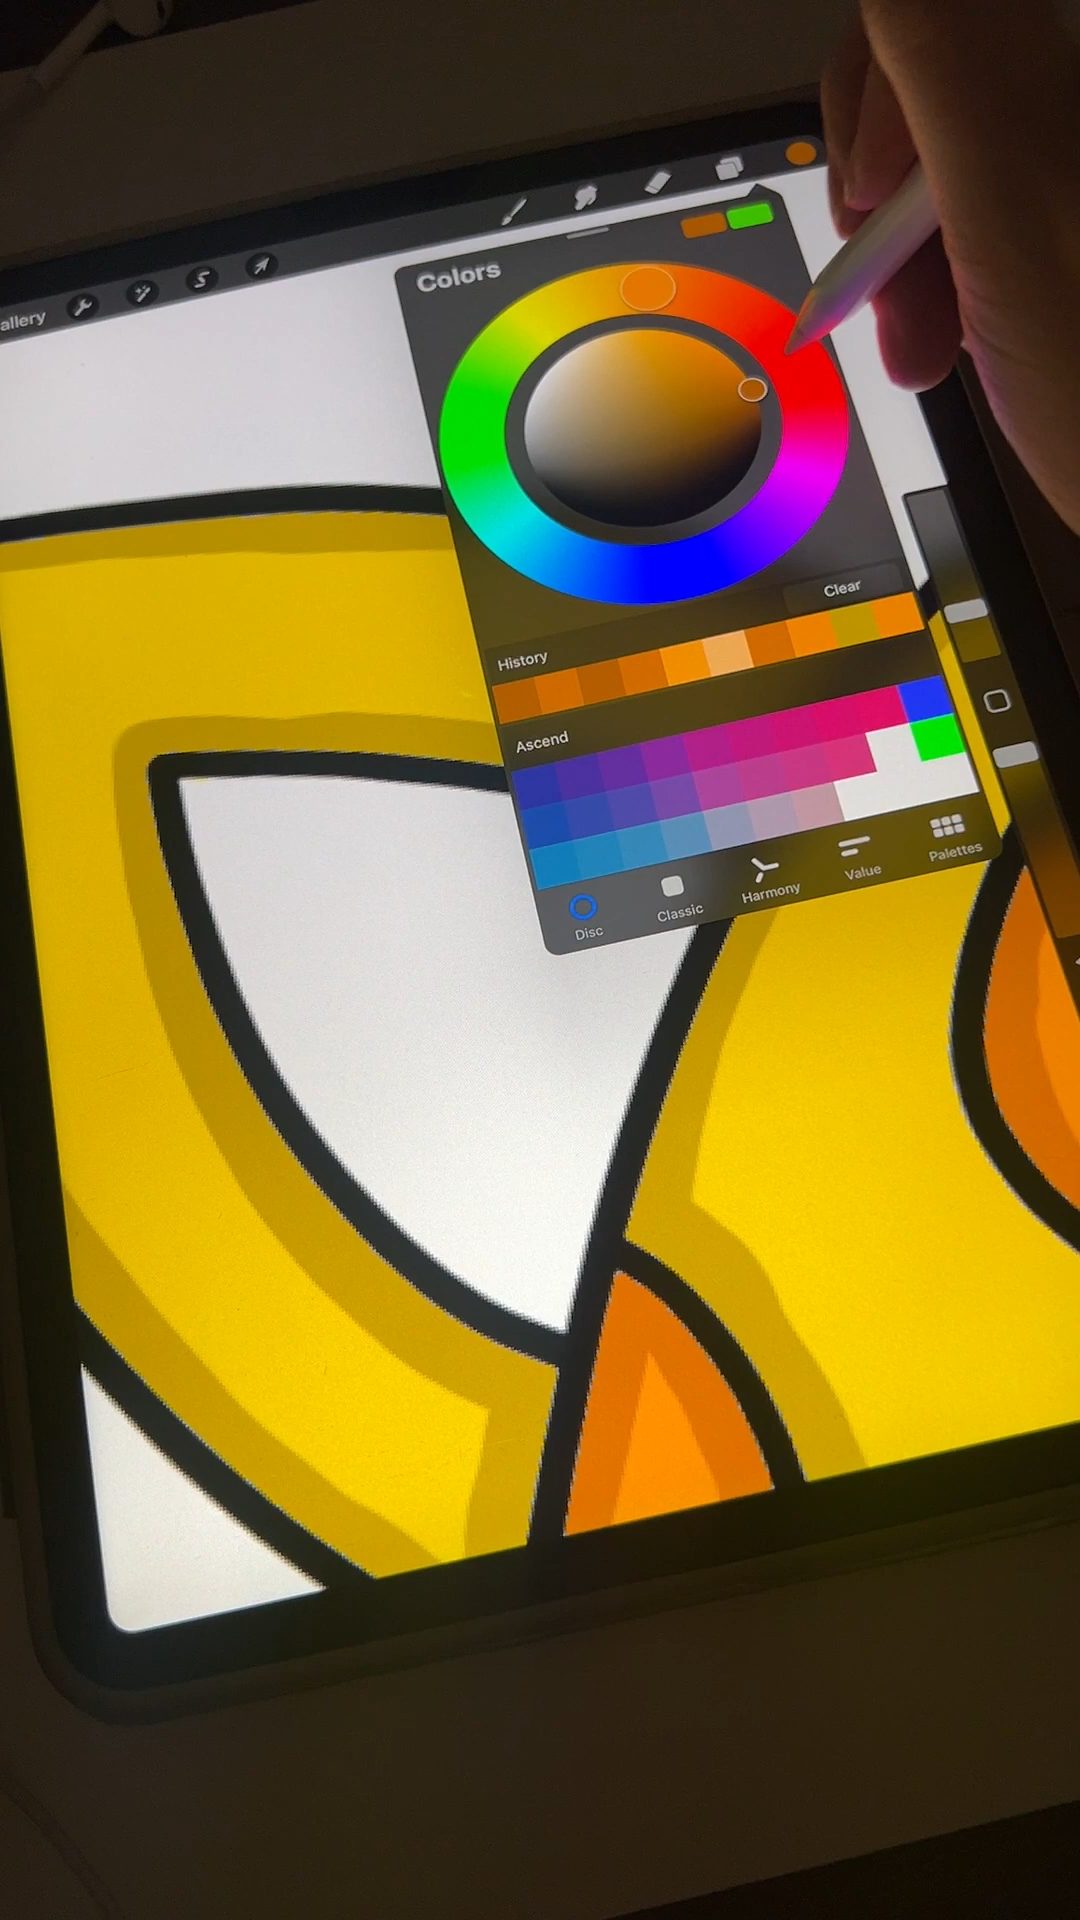 allery
Colors
Clear
History
Ascend
Disc
Classic
Harmony
Value
Palettes